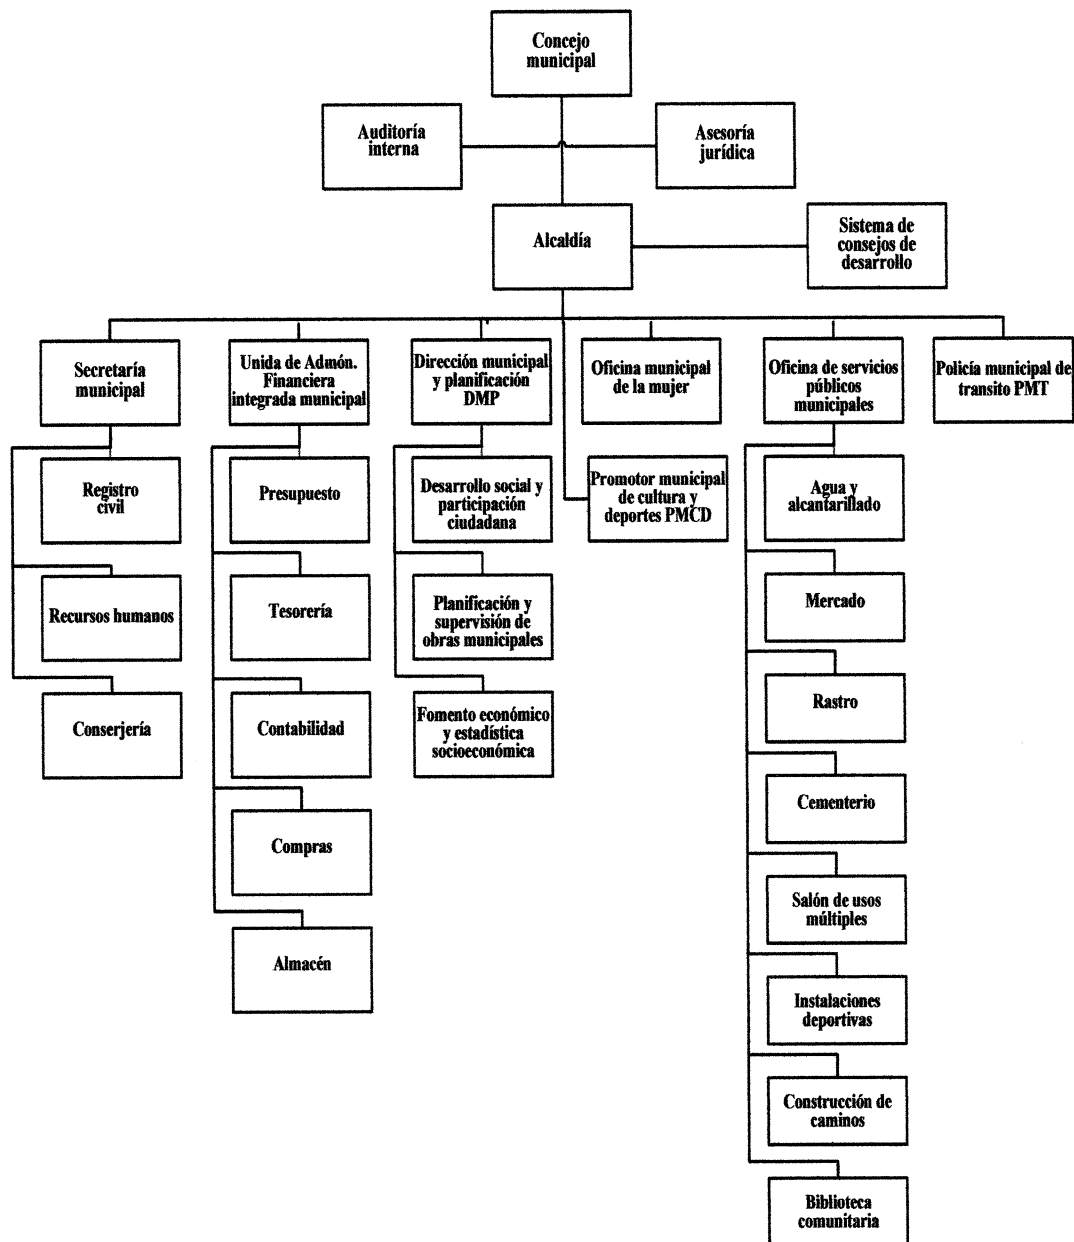 Concejo
municipal
Auditoría
interna
Asesoría
jurídica
Alcaldía
Sistema de
consejos de
desarrollo
Secretaría
municipal
Unida de Admón.
Financiera
integrada municipal
Dirección municipal
y planificación
DMP
Oficina municipal
de la mujer
Oficina de servicios
públicos
municipales
Policía municipal de
transito PMT
Registro
civil
Recursos humanos
Conserjería
Presupuesto
Tesorería
Contabilidad
Compras
Almacén
Desarrollo social y
participación
ciudadana
Planificación y
supervisión de
obras municipales
Fomento económico
y estadística
socioeconómica
Promotor municipal
de cultura y
deportes PMCD
Agua y
alcantarillado
Mercado
Rastro
Cementerio
Salón de usos
múltiples
Instalaciones
deportivas
Construcción de
caminos
Biblioteca
comunitaria